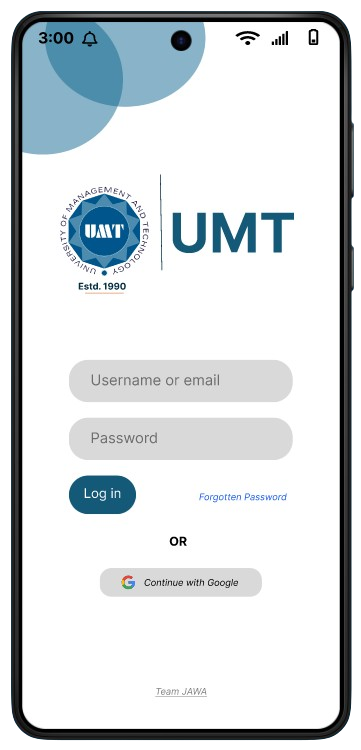 3:00
UNIVERSITY OF MANAGEMENT AND TECHNOLOGY
UMT
UMT
Estd. 1990
Username or email
Password
Log in
Forgotten Password
OR
Continue with Google
Team JAWA